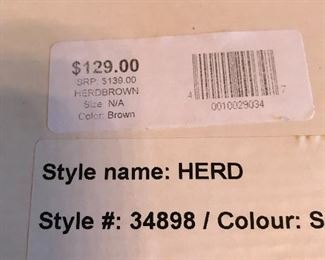 $129.00
SRP: $139.00
HERDBROWN
Size: N/A
Color: Brown
4 7
0010029034
Style name: HERD
Style #: 34898 / Colour: S